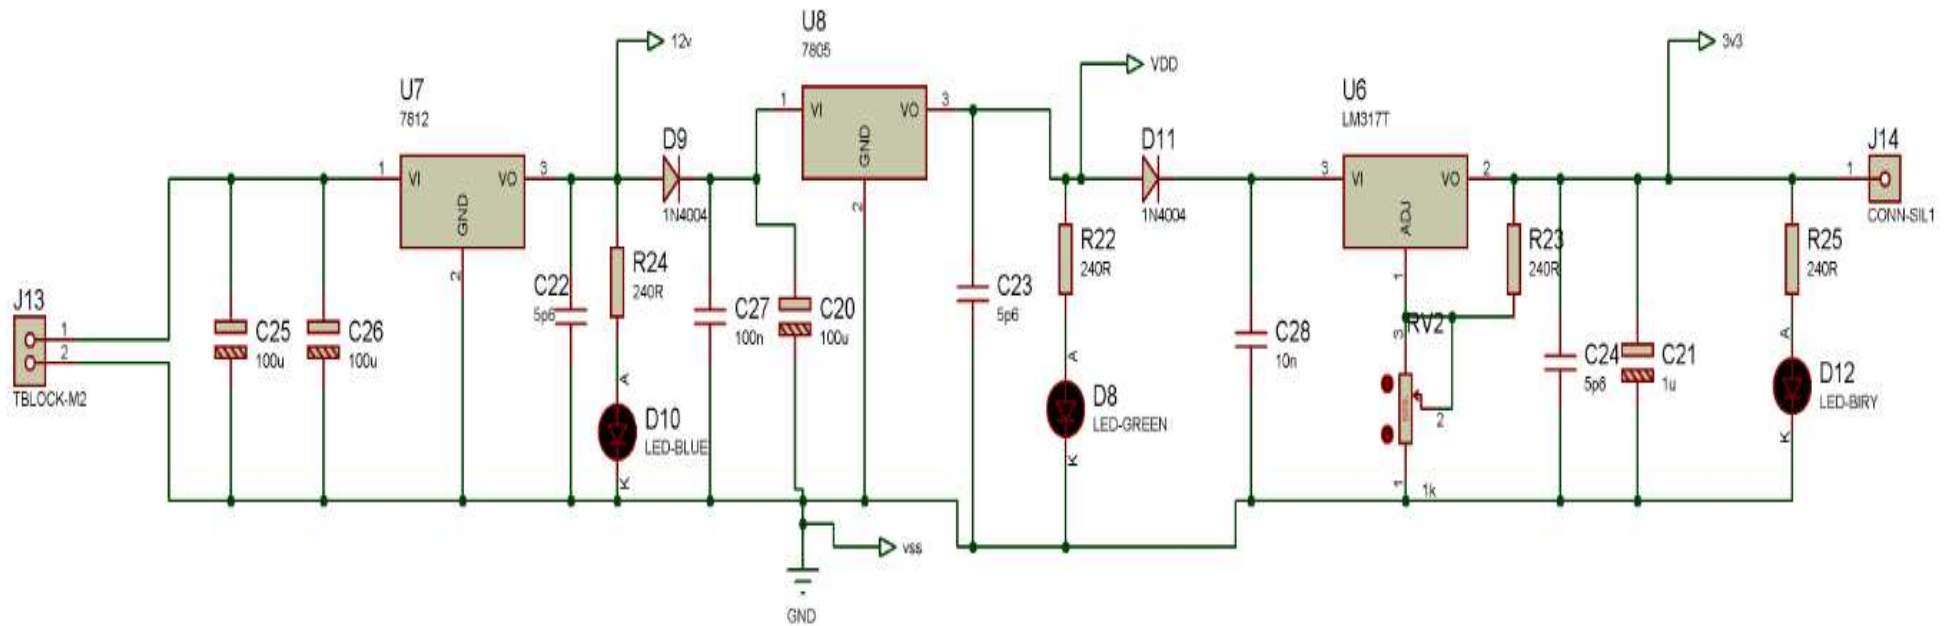 J13
1
2
TBLOCK-M2
C25
100u
C26
100u
U7
7812
1
VI
VO
3
GND
2
12v
C22
5p6
R24
240R
A
D10
LED-BLUE
K
D9
1N4004
C27
100n
C20
100u
U8
7805
1
VI
VO
3
GND
2
GND
vss
C23
5p6
VDD
R22
240R
A
D8
LED-GREEN
K
D11
1N4004
C28
10n
U6
LM317T
3
VI
VO
2
ADJ
1
R23
240R
RV2
3
2
1
1k
C24
5p6
C21
1u
3v3
R25
240R
A
D12
LED-BIRY
K
J14
1
CONN-SIL1